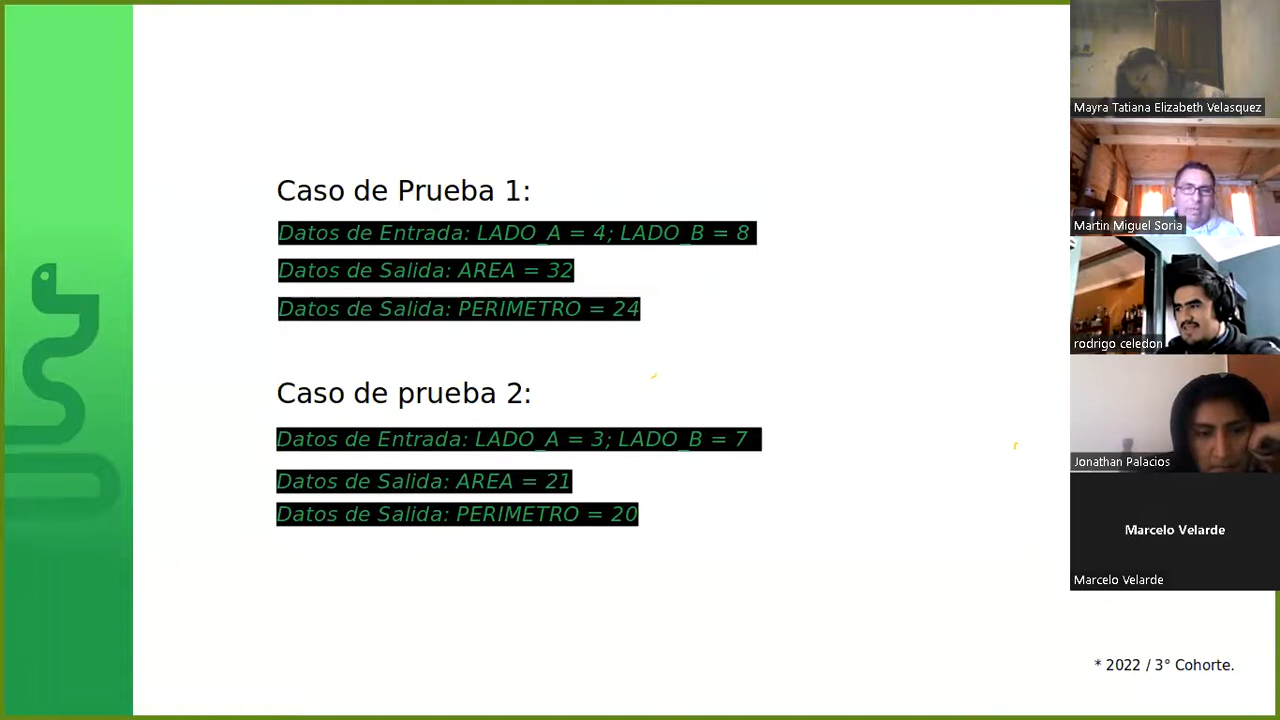 Caso de Prueba 1:
Datos de Entrada: LADO_A = 4; LADO_B = 8
Datos de Salida: AREA = 32
Datos de Salida: PERIMETRO = 24
Caso de prueba 2:
Datos de Entrada: LADO_A = 3; LADO_B = 7
Datos de Salida: AREA = 21
Datos de Salida: PERIMETRO = 20
* 2022 / 3° Cohorte.
Mayra Tatiana Elizabeth Velasquez
Martin Miguel Soria
rodrigo celedon
Jonathan Palacios
Marcelo Velarde
Marcelo Velarde